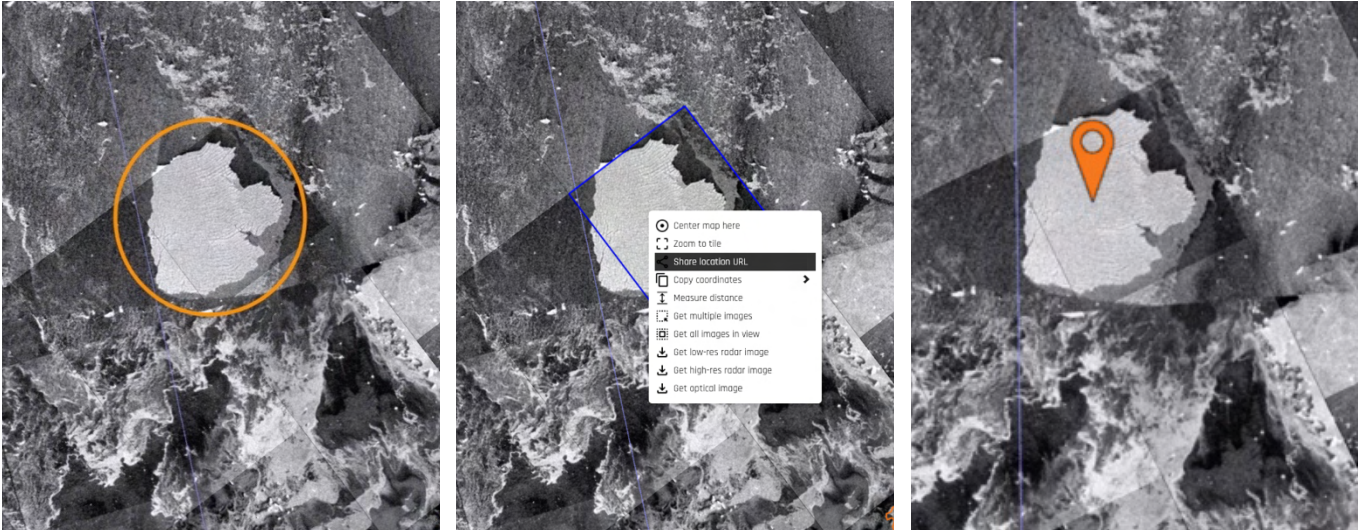 Center map here
Zoom to tile
Share location URL
Copy coordinates
Measure distance
Get multiple images
Get all images in view
Get low-res radar image
Get high-res radar image
Get optical image